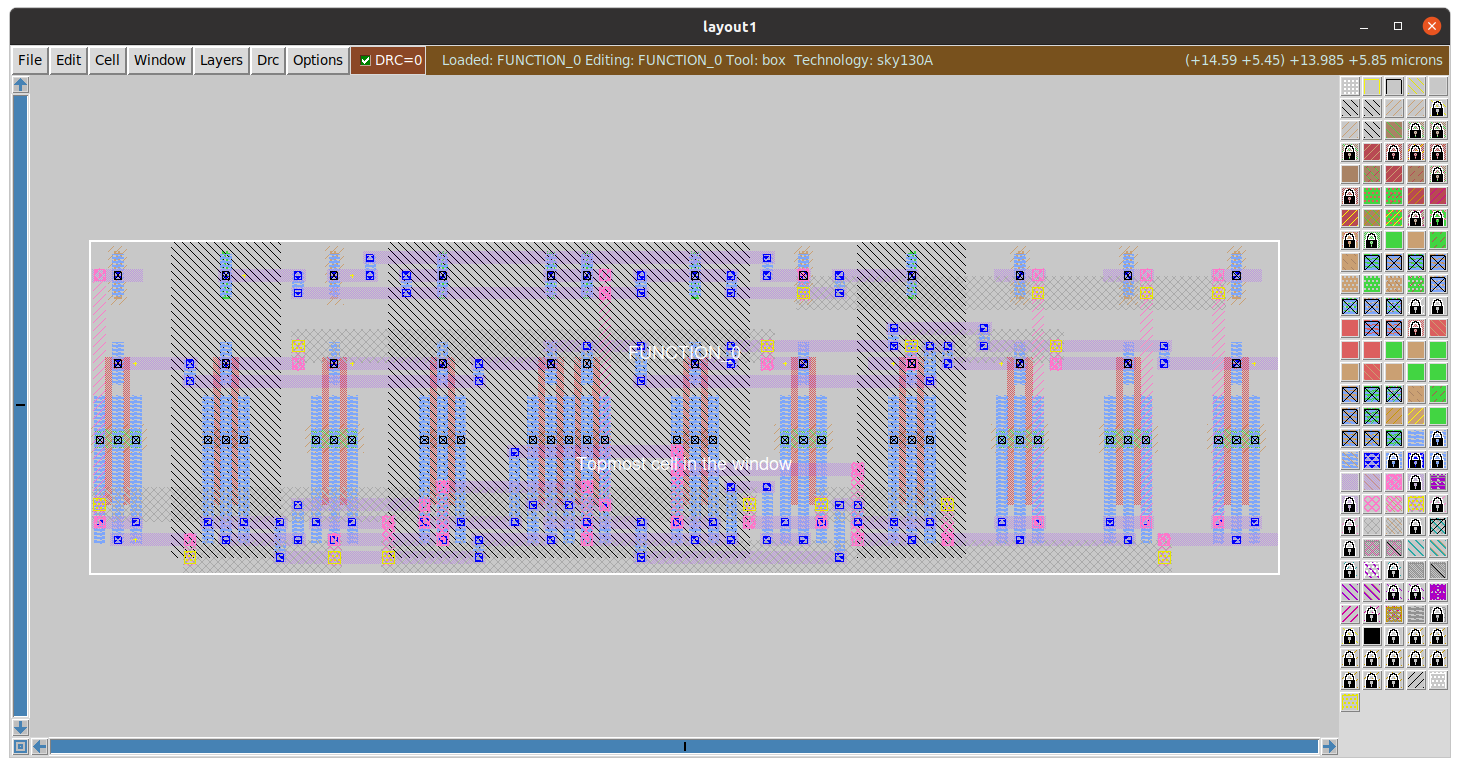 layout1
File Edit Cell Window Layers Drc Options DRC=0 Loaded: FUNCTION_0 Editing: FUNCTION_0 Tool: box Technology: sky130A (+14.59 +5.45) +13.985 +5.85 microns
FUNCTION_0
Topmost cell in the window